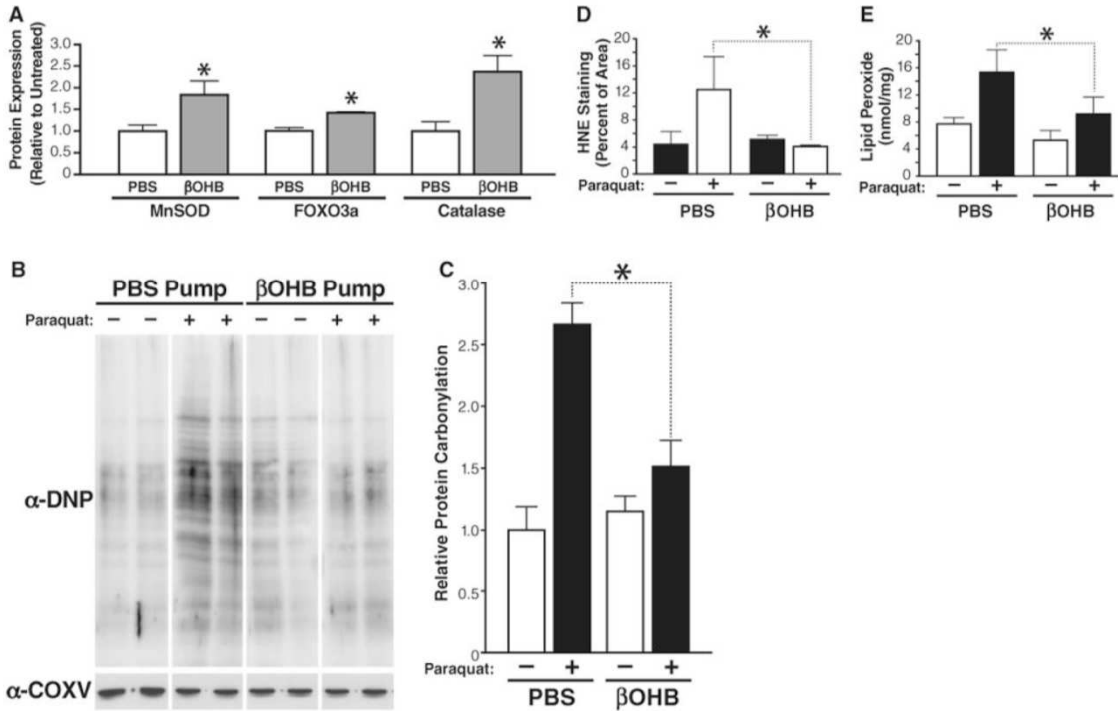 A
Protein Expression
(Relative to Untreated)
3.0
2.5
2.0
1.5
1.0
0
*
*
*
PBS βOHB PBS βOHB PBS βOHB
MnSOD FOXO3a Catalase
D
HNE Staining
(Percent of Area)
20
16
12
8
4
0
*
Paraquat: − + − +
PBS βOHB
E
Lipid Peroxide
(nmol/mg)
20
16
12
8
4
0
*
Paraquat: − + − +
PBS βOHB
B
PBS Pump βOHB Pump
Paraquat: − − + + − − + +
α-DNP
α-COXV
C
Relative Protein Carbonylation
3.0
2.5
2.0
1.5
1.0
0.5
0
*
Paraquat: − + − +
PBS βOHB